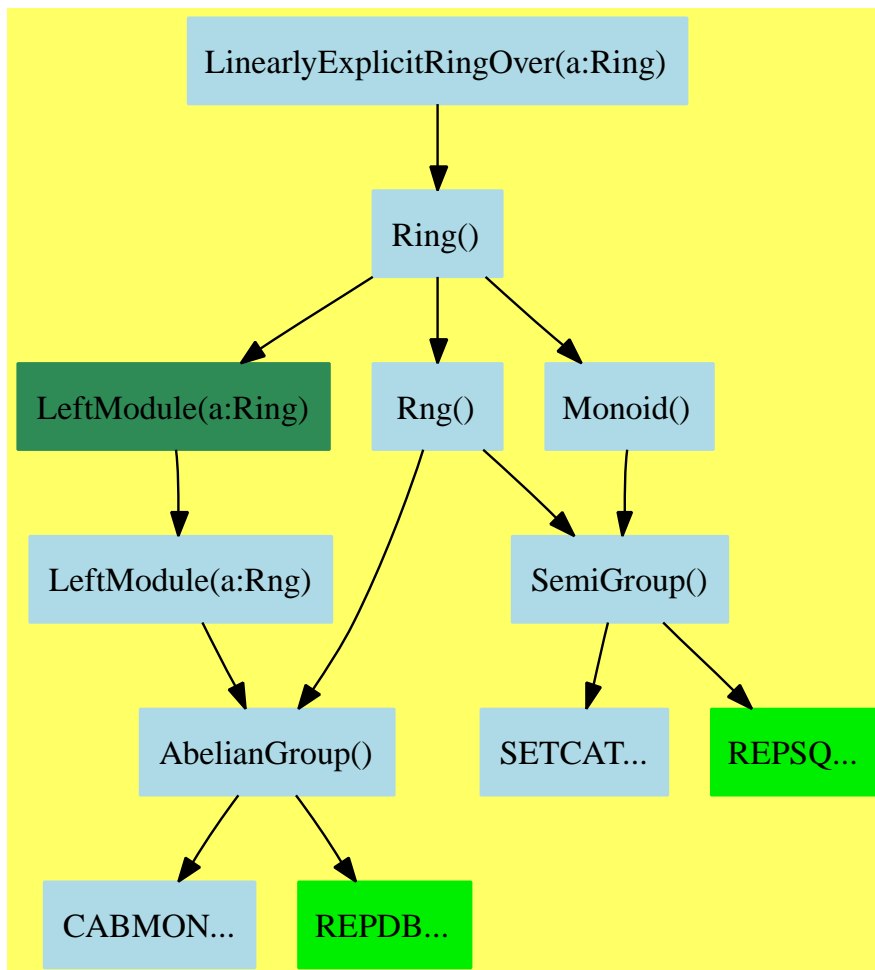 LinearlyExplicitRingOver(a:Ring)
Ring()
LeftModule(a:Ring)
Rng()
Monoid()
LeftModule(a:Rng)
SemiGroup()
AbelianGroup()
SETCAT...
REPSQ...
CABMON...
REPDB...